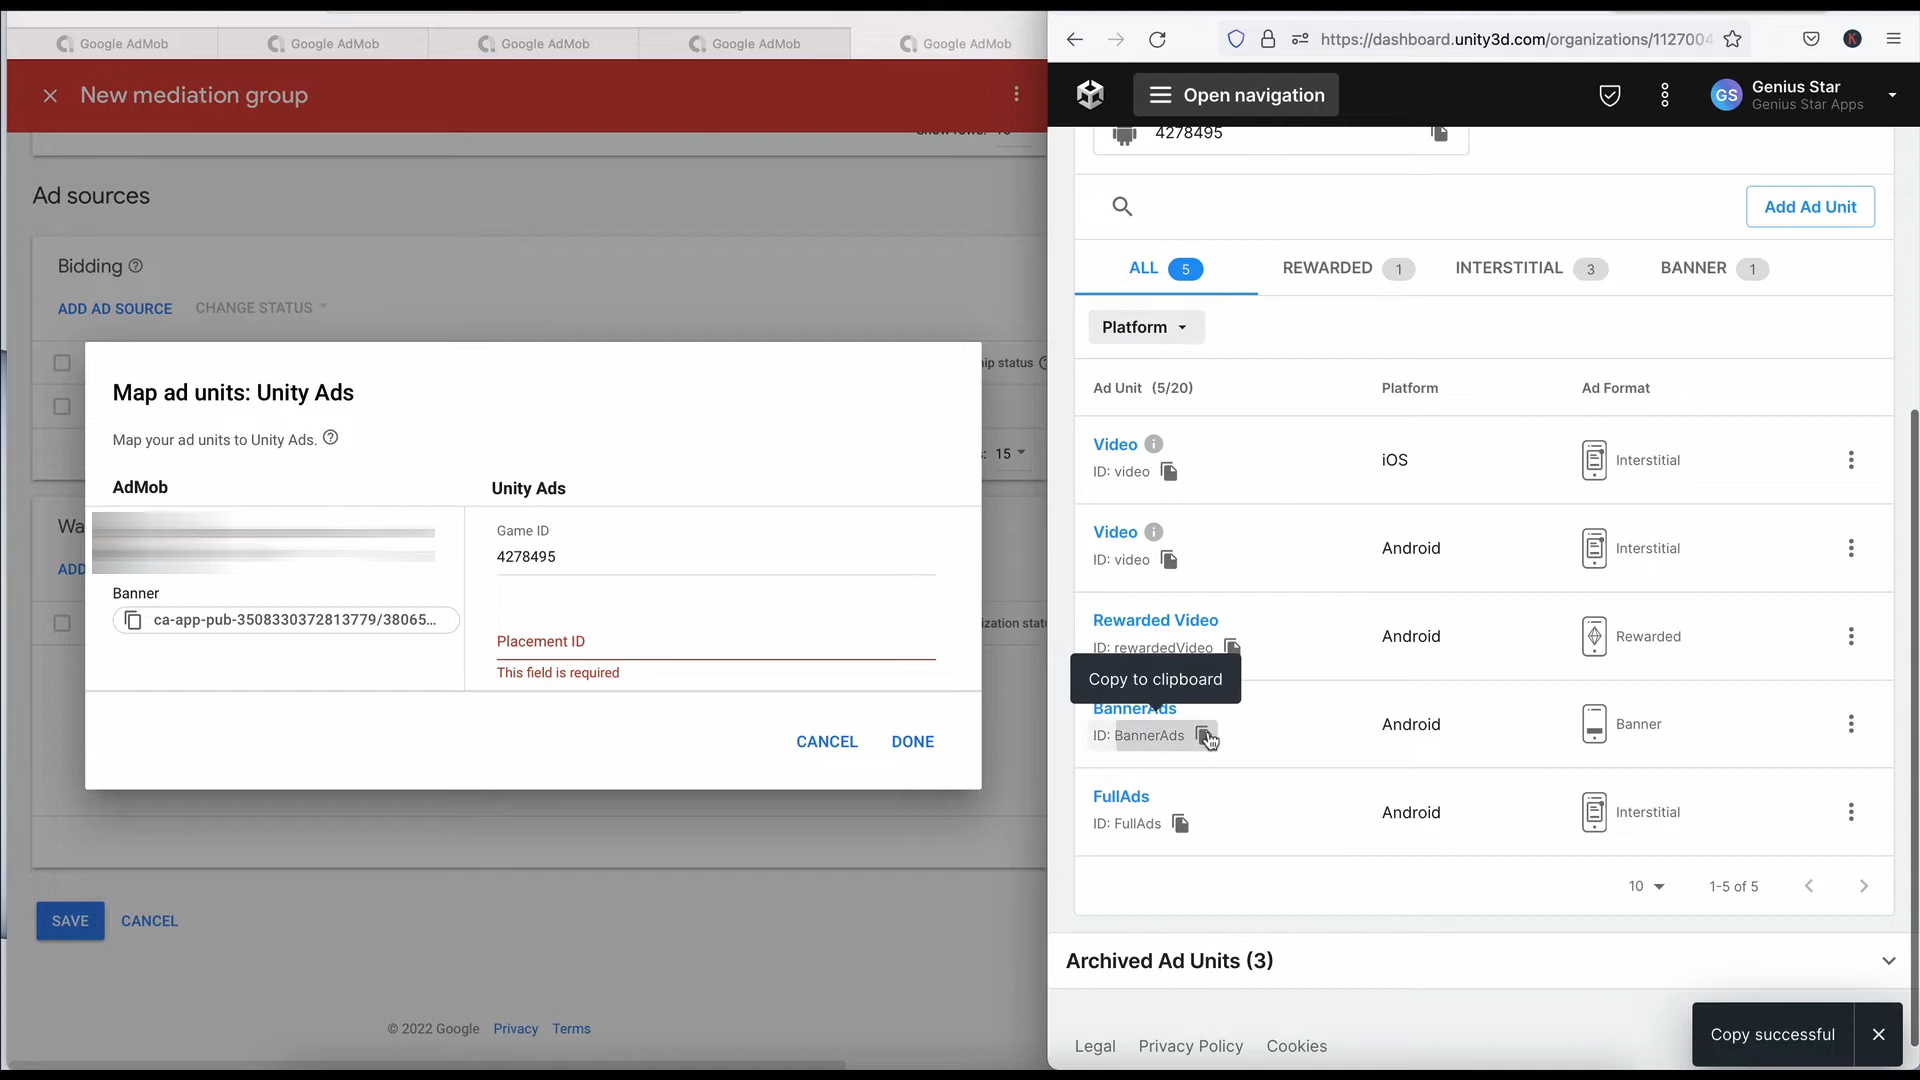 Google AdMob
Google AdMob
Google AdMob
Google AdMob
Google AdMob
New mediation group
Ad sources
Bidding
ADD AD SOURCE
CHANGE STATUS
15
Map ad units: Unity Ads
Map your ad units to Unity Ads.
AdMob
Unity Ads
Game ID
4278495
Banner
ca-app-pub-3508330372813779/38065...
Placement ID
This field is required
CANCEL
DONE
SAVE
CANCEL
© 2022 Google
Privacy
Terms
https://dashboard.unity3d.com/organizations/1127004
K
Open navigation
GS
Genius Star
Genius Star Apps
4278495
Add Ad Unit
ALL 5
REWARDED 1
INTERSTITIAL 3
BANNER 1
Platform
Ad Unit (5/20)
Platform
Ad Format
Video
ID: video
iOS
Interstitial
Video
ID: video
Android
Interstitial
Rewarded Video
ID: rewardedVideo
Android
Rewarded
Copy to clipboard
BannerAds
ID: BannerAds
Android
Banner
FullAds
ID: FullAds
Android
Interstitial
10
1-5 of 5
Archived Ad Units (3)
Legal
Privacy Policy
Cookies
Copy successful